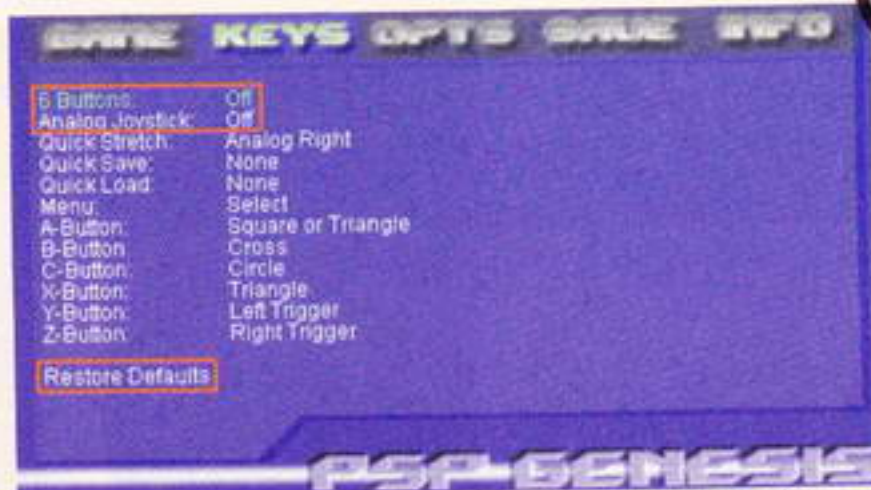 GAME KEYS OPTS SAVE INFO
6 Buttons: Off
Analog Joystick: Off
Quick Stretch: Analog Right
Quick Save: None
Quick Load: None
Menu: Select
A-Button: Square or Triangle
B-Button Cross
C-Button: Circle
X-Button: Triangle
Y-Button: Left Trigger
Z-Button: Right Trigger
Restore Defaults
PSP GENESIS